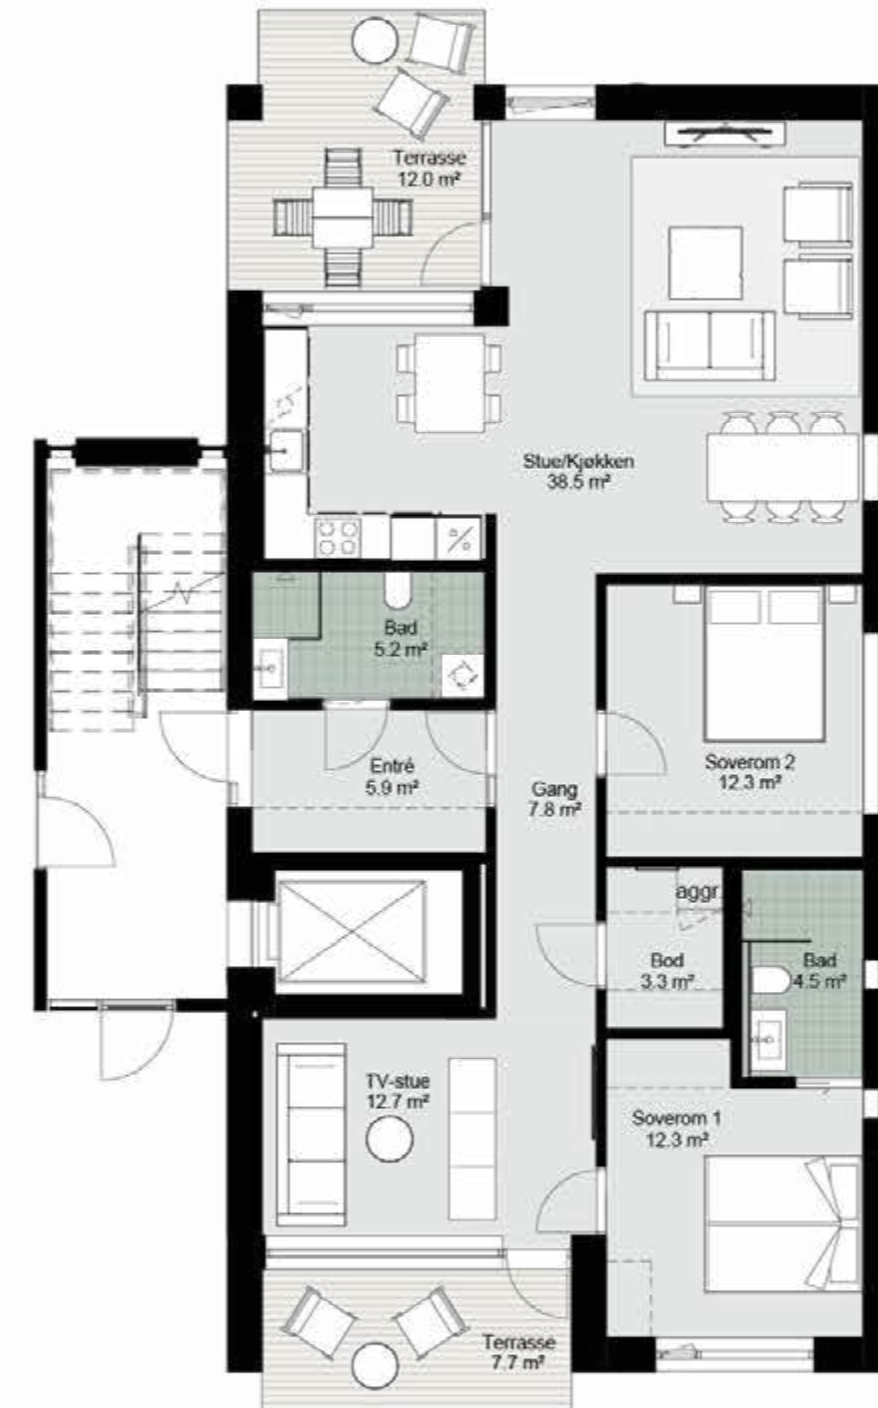 Terrasse
12.0 m²
Stue/Kjøkken
38.5 m²
Bad
5.2 m²
Soverom 2
12.3 m²
Entré
5.9 m²
Gang
7.8 m²
aggr.
Bod
3.3 m²
Bad
4.5 m²
TV-stue
12.7 m²
Soverom 1
12.3 m²
Terrasse
7.7 m²